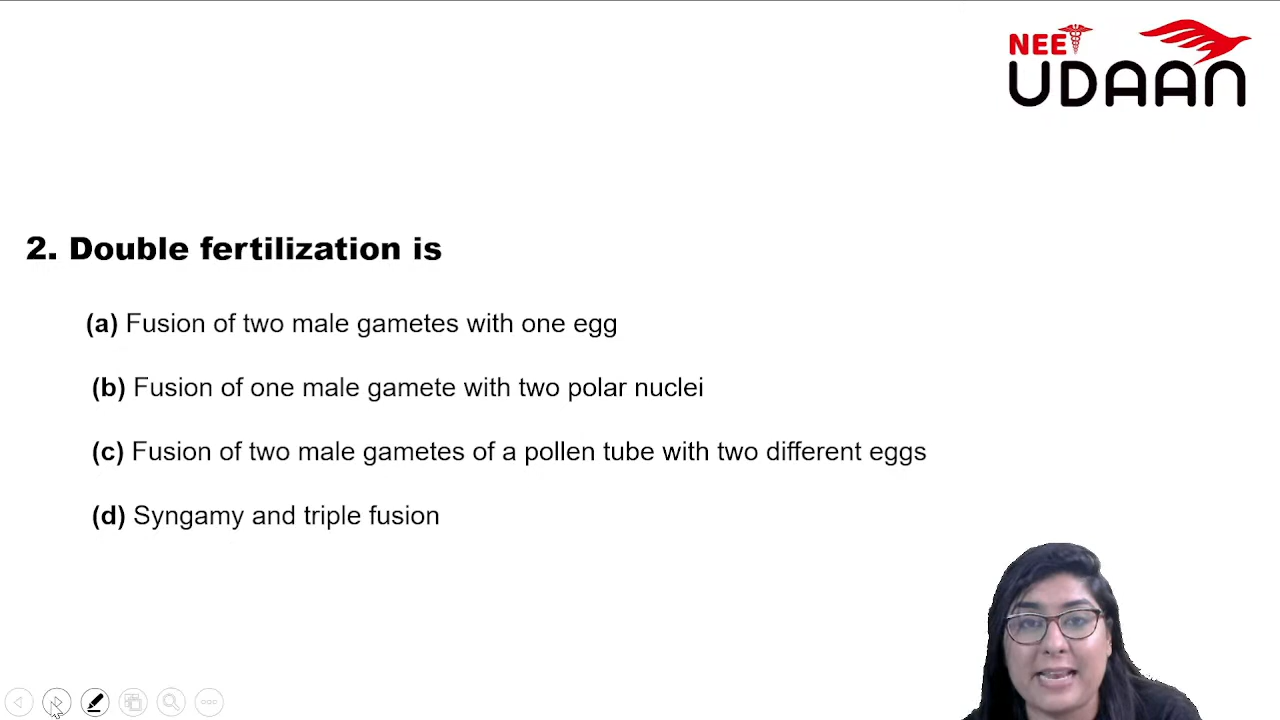 NEET
UDAAN
2. Double fertilization is
(a) Fusion of two male gametes with one egg
(b) Fusion of one male gamete with two polar nuclei
(c) Fusion of two male gametes of a pollen tube with two different eggs
(d) Syngamy and triple fusion